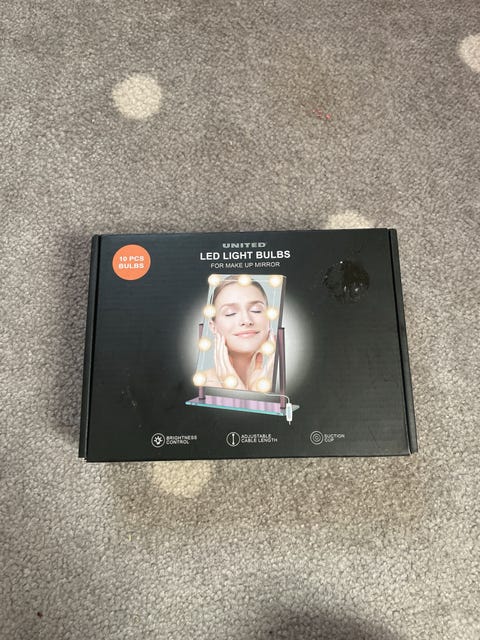 UNITED
LED LIGHT BULBS
FOR MAKE UP MIRROR
10 PCS
BULBS
BRIGHTNESS
CONTROL
ADJUSTABLE
CABLE LENGTH
SUCTION
CUP